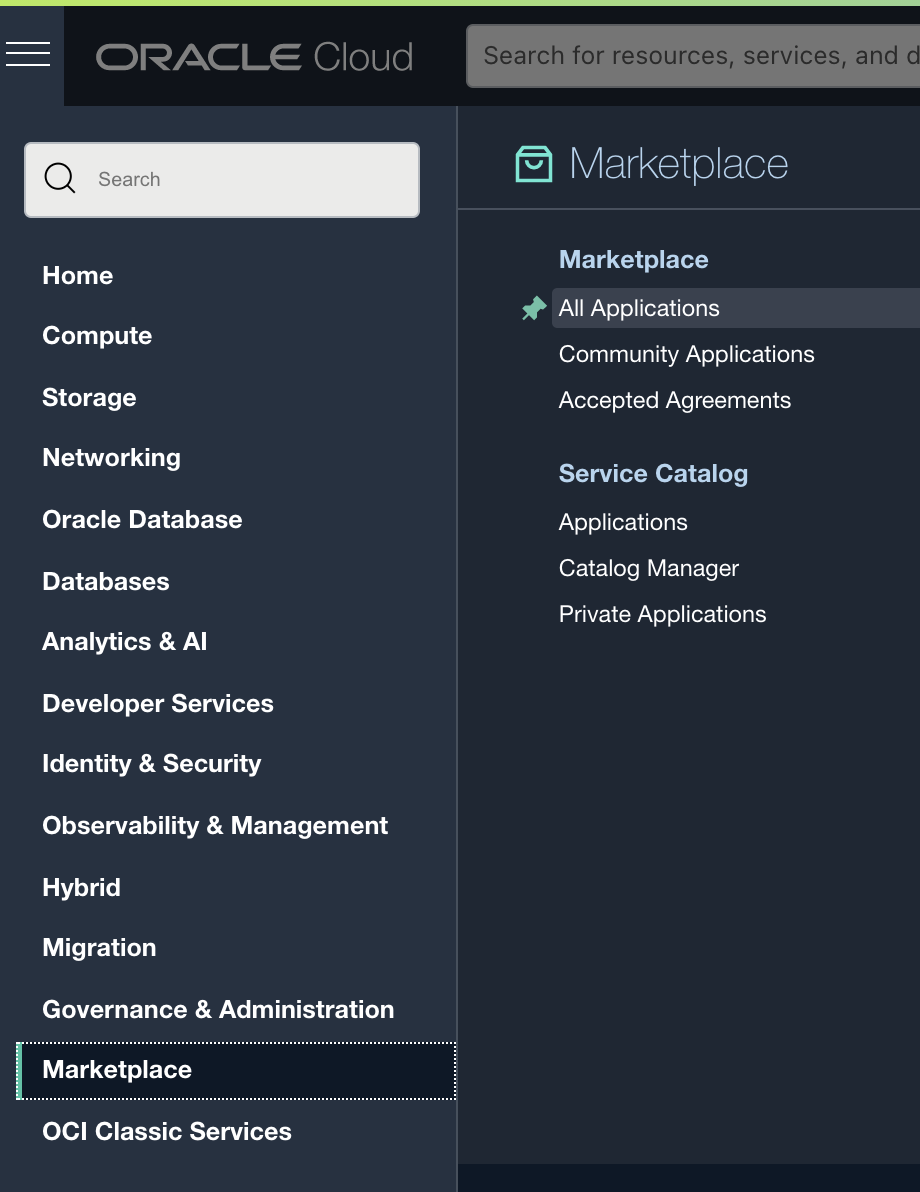 ORACLE Cloud
Search for resources, services, and d
Search
Home
Compute
Storage
Networking
Oracle Database
Databases
Analytics & AI
Developer Services
Identity & Security
Observability & Management
Hybrid
Migration
Governance & Administration
Marketplace
OCI Classic Services
Marketplace
Marketplace
All Applications
Community Applications
Accepted Agreements
Service Catalog
Applications
Catalog Manager
Private Applications